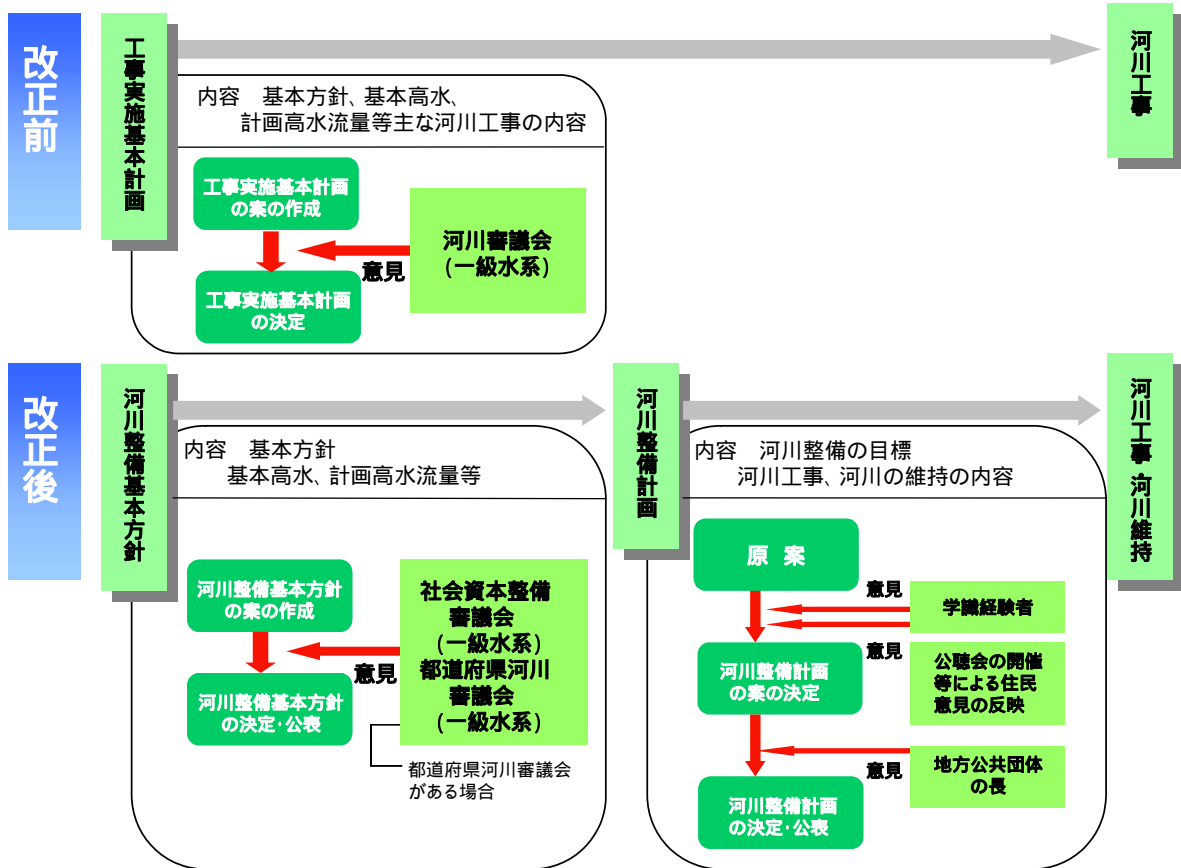 改正前
工事実施基本計画
河川工事
内容　基本方針、基本高水、
計画高水流量等主な河川工事の内容
工事実施基本計画
の案の作成
河川審議会
(一級水系)
意見
工事実施基本計画
の決定
改正後
河川整備基本方針
内容　基本方針
基本高水、計画高水流量等
河川整備基本方針
の案の作成
社会資本整備
審議会
(一級水系)
都道府県河川
審議会
(一級水系)
意見
河川整備基本方針
の決定・公表
都道府県河川審議会
がある場合
河川整備計画
内容　河川整備の目標
河川工事、河川の維持の内容
原 案
意見
学識経験者
意見
公聴会の開催
等による住民
意見の反映
河川整備計画
の案の決定
意見
地方公共団体
の長
河川整備計画
の決定・公表
河川工事・河川維持